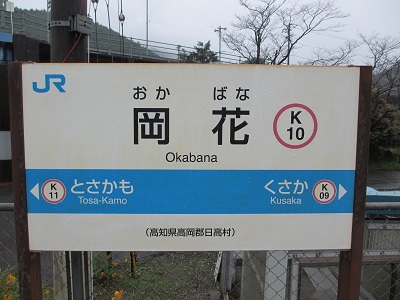 JR
おか ばな
岡花
K
10
Okabana
K
11
とさかも
Tosa-Kamo
くさか
Kusaka
K
09
(高知県高岡郡日高村)